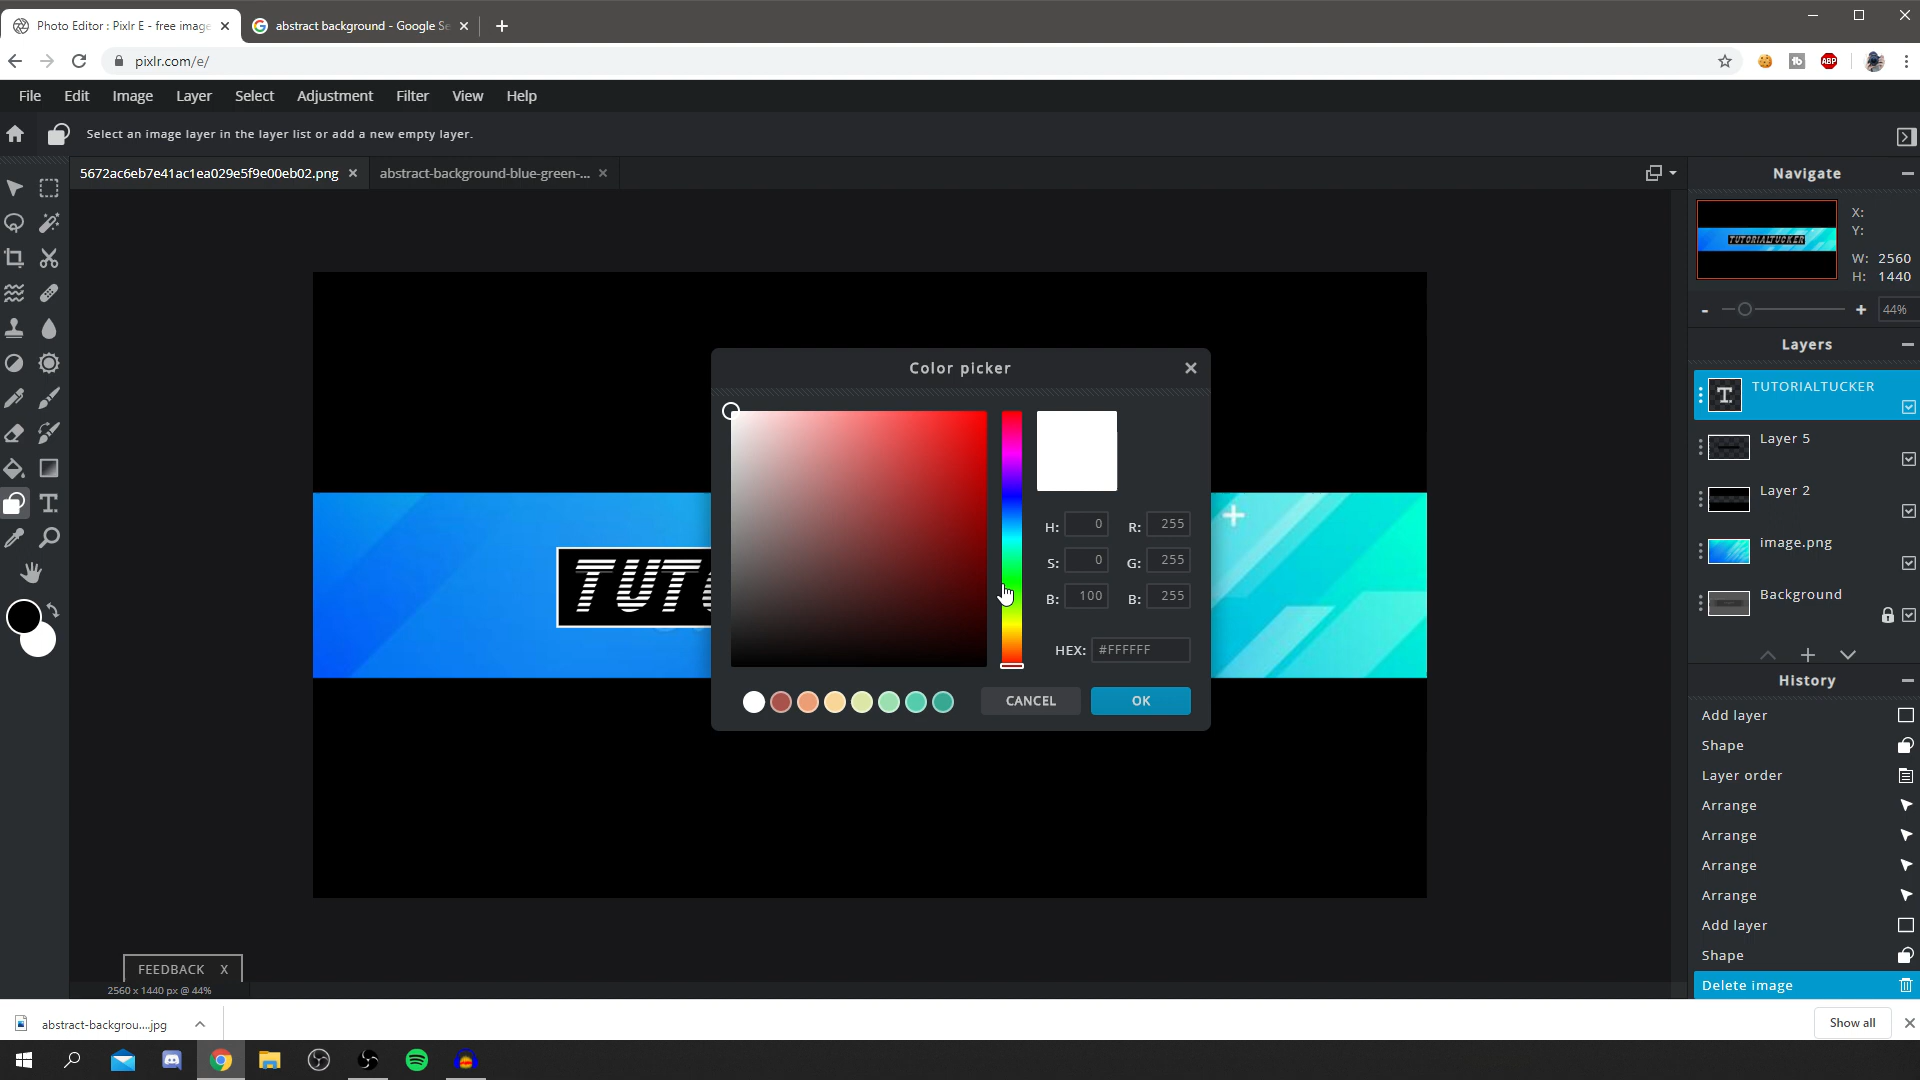 Photo Editor : Pixlr E - free image
abstract background - Google Se
pixlr.com/e/
ABP
File Edit Image Layer Select Adjustment Filter View Help
Select an image layer in the layer list or add a new empty layer.
5672ac6eb7e41ac1ea029e5f9e00eb02.png
abstract-background-blue-green-...
Navigate
TUTORIALTUCKER
X:
Y:
W: 2560
H: 1440
44%
Layers
TUTORIALTUCKER
Layer 5
Layer 2
image.png
Background
History
Add layer
Shape
Layer order
Arrange
Arrange
Arrange
Arrange
Add layer
Shape
Delete image
Color picker
H: 0 R: 255
S: 0 G: 255
B: 100 B: 255
HEX: #FFFFFF
CANCEL OK
TUT
FEEDBACK X
2560 x 1440 px @ 44%
abstract-backgrou....jpg
Show all